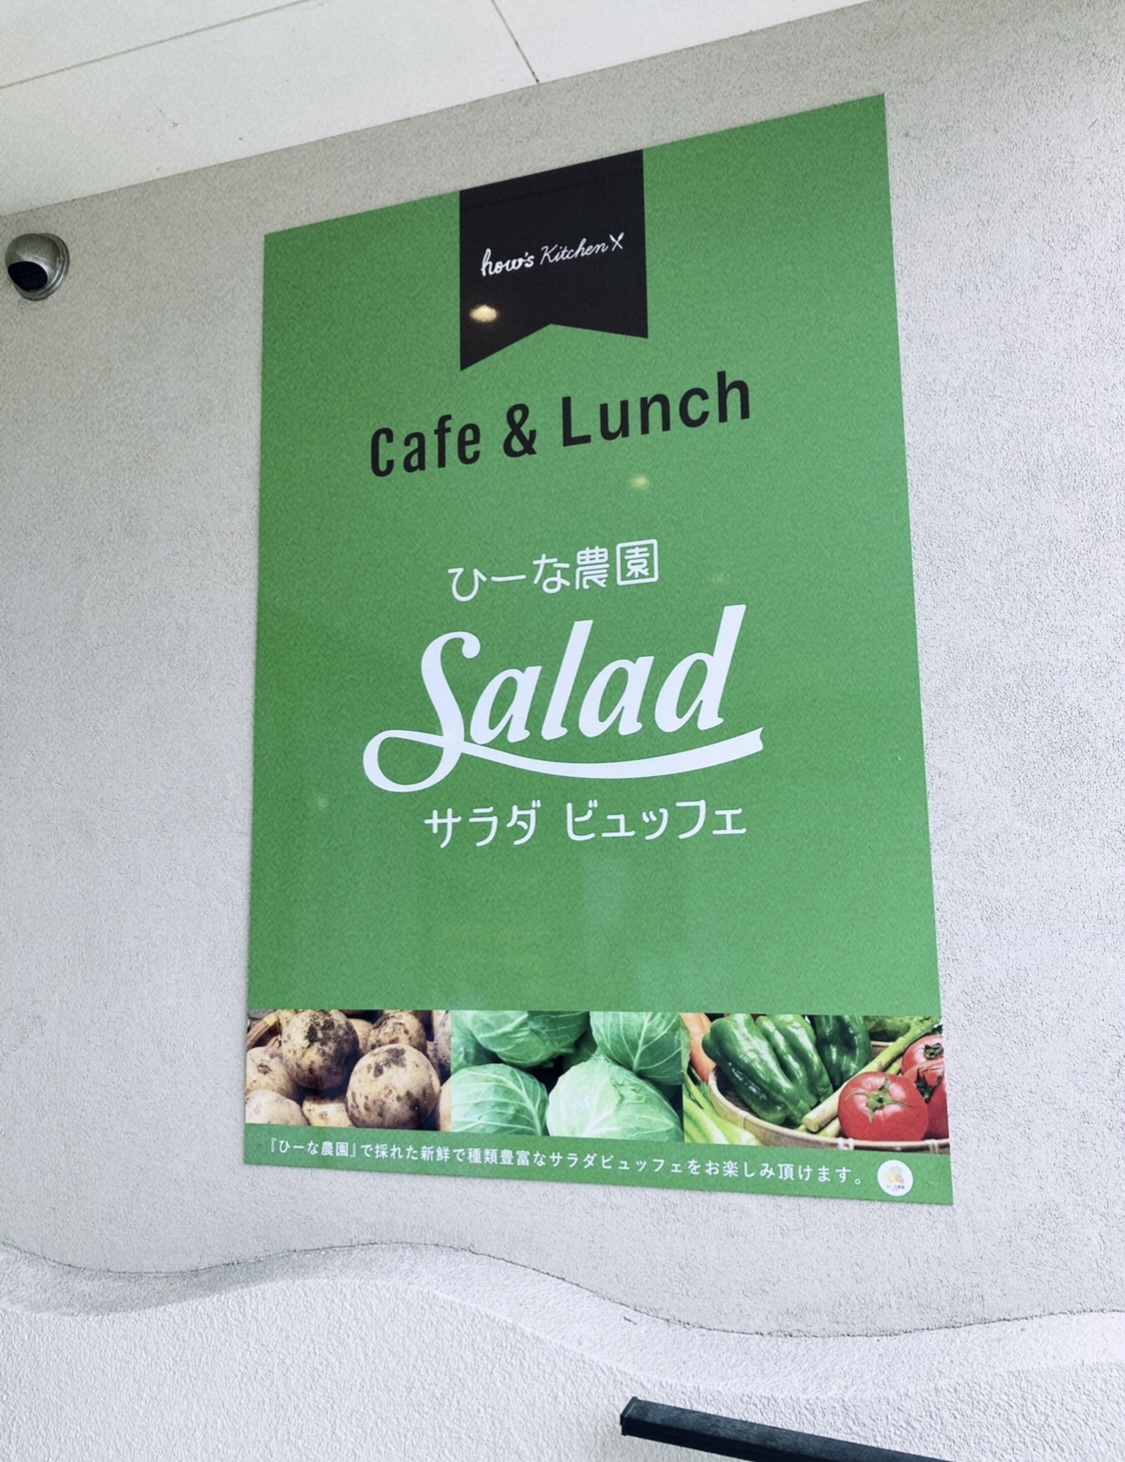 how's Kitchen X
Cafe & Lunch
ひーな農園
Salad
サラダ ビュッフェ
『ひーな農園』で採れた新鮮で種類豊富なサラダビュッフェをお楽しみ頂けます。